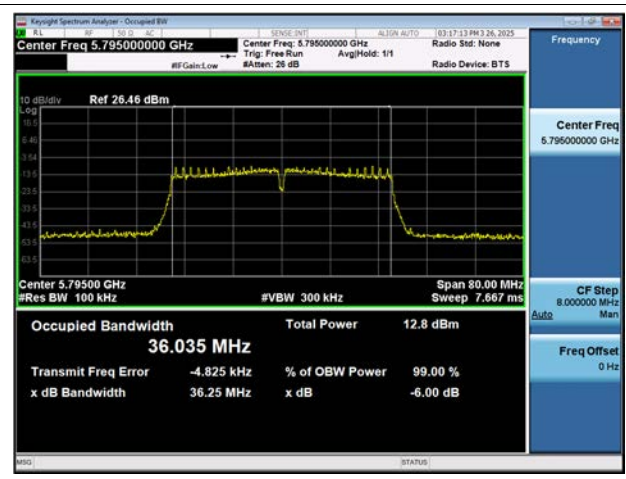 Keysight Spectrum Analyzer - Occupied BW
RL RF 50 Ω AC SENSE:INT ALIGN AUTO 03:17:13 PM 3 26, 2025
Center Freq 5.795000000 GHz Center Freq: 5.795000000 GHz Radio Std: None Frequency
Trig: Free Run Avg|Hold: 1/1
#IFGain:Low #Atten: 26 dB Radio Device: BTS
10 dB/div Ref 26.46 dBm
Log
Center Freq
5.795000000 GHz
Center 5.79500 GHz Span 80.00 MHz
#Res BW 100 kHz #VBW 300 kHz Sweep 7.667 ms
CF Step
8.000000 MHz
Auto Man
Occupied Bandwidth Total Power 12.8 dBm
36.035 MHz
Freq Offset
0 Hz
Transmit Freq Error -4.825 kHz % of OBW Power 99.00 %
x dB Bandwidth 36.25 MHz x dB -6.00 dB
MSG STATUS